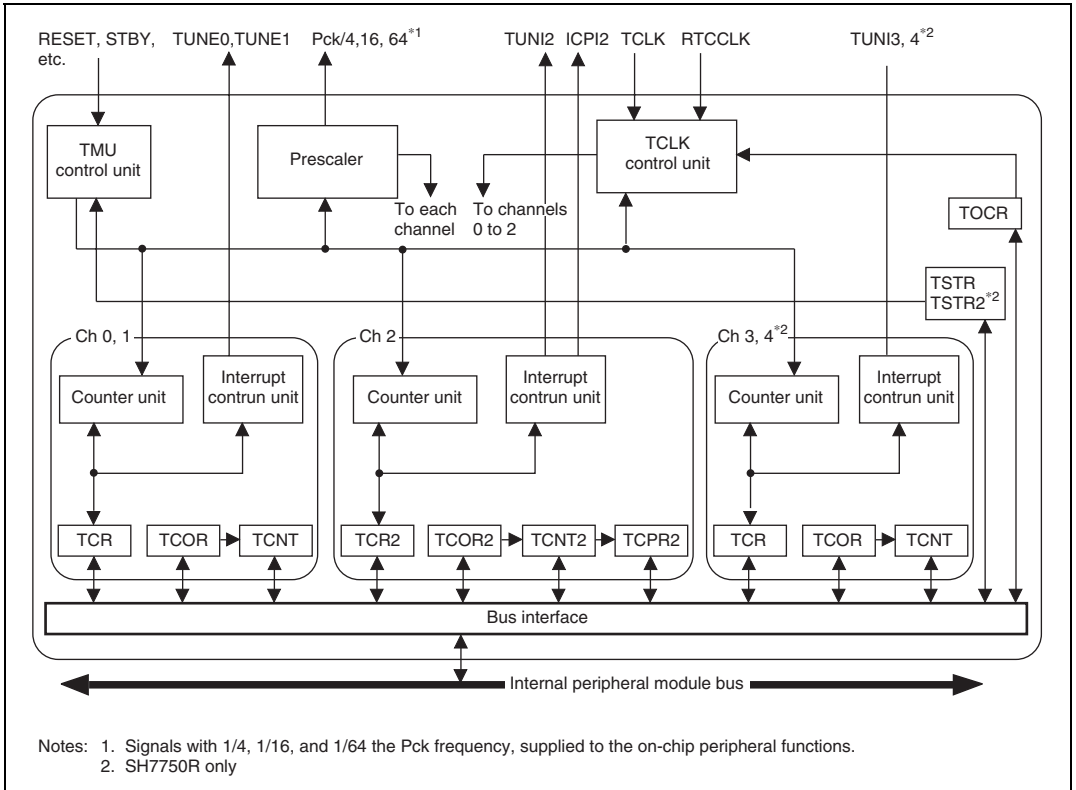 RESET, STBY, etc.
TUNE0,TUNE1
Pck/4,16, 64*1
TUNI2
ICPI2
TCLK
RTCCLK
TUNI3, 4*2
TMU control unit
Prescaler
TCLK control unit
To each channel
To channels 0 to 2
TOCR
TSTR
TSTR2*2
Ch 0, 1
Counter unit
Interrupt contrun unit
Ch 2
Counter unit
Interrupt contrun unit
Ch 3, 4*2
Counter unit
Interrupt contrun unit
TCR
TCOR
TCNT
TCR2
TCOR2
TCNT2
TCPR2
TCR
TCOR
TCNT
Bus interface
Internal peripheral module bus
Notes: 1. Signals with 1/4, 1/16, and 1/64 the Pck frequency, supplied to the on-chip peripheral functions.
2. SH7750R only